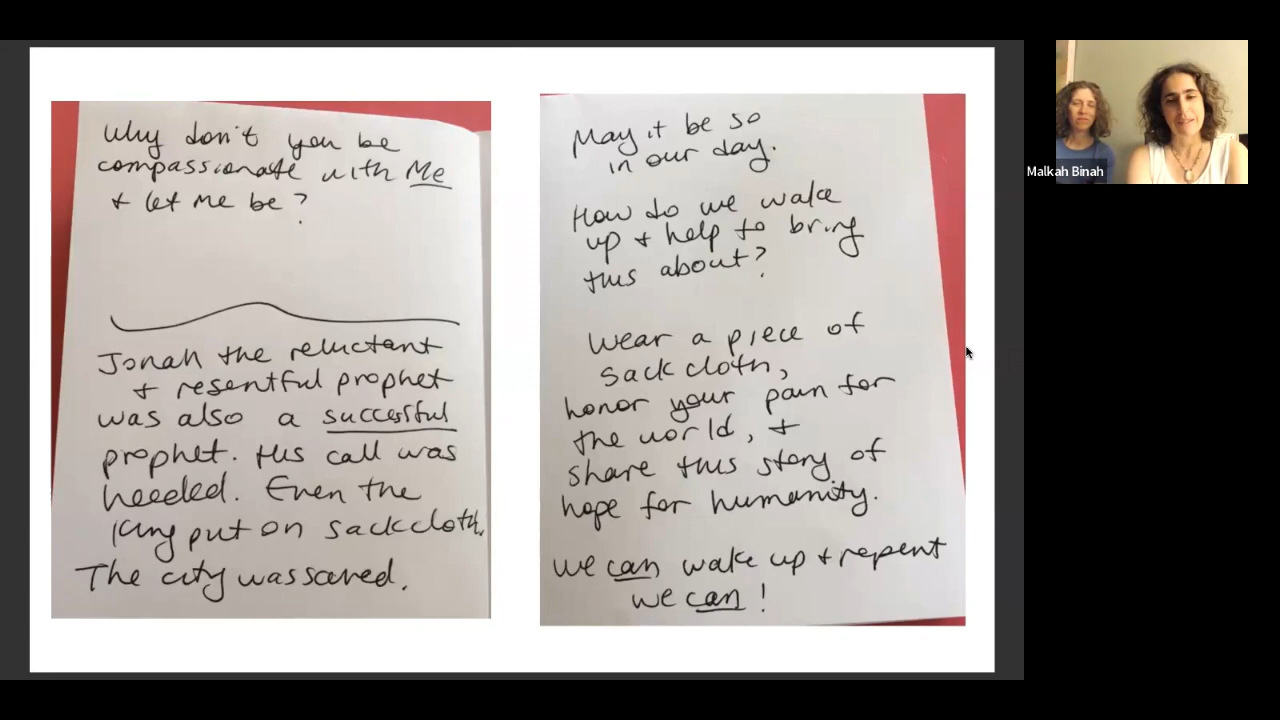 Why don't you be
compassionate with Me
+ let Me be?
Jonah the reluctant
+ resentful prophet
was also a successful
prophet. His call was
heeded. Even the
king put on sackcloth.
The city was saved.
May it be so
in our day.
How do we wake
up + help to bring
this about?
Wear a piece of
sack cloth,
honor your pain for
the world, +
share this story of
hope for humanity.
We can wake up + repent
we can!
Malkah Binah